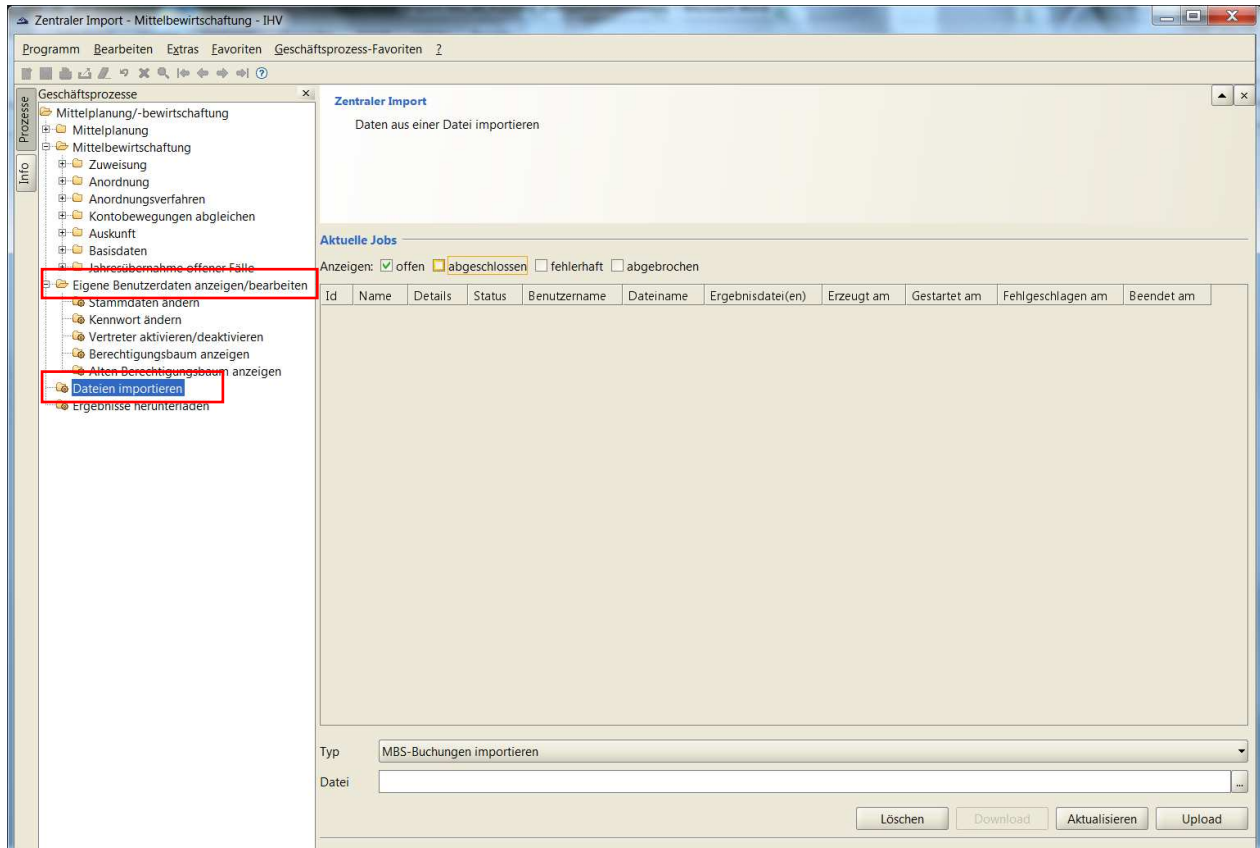 Zentraler Import - Mittelbewirtschaftung - IHV
Programm Bearbeiten Extras Favoriten Geschäftsprozess-Favoriten ?
Prozesse
Info
Geschäftsprozesse
Mittelplanung/-bewirtschaftung
Mittelplanung
Mittelbewirtschaftung
Zuweisung
Anordnung
Anordnungsverfahren
Kontobewegungen abgleichen
Auskunft
Basisdaten
Jahresübernahme offener Fälle
Eigene Benutzerdaten anzeigen/bearbeiten
Stammdaten ändern
Kennwort ändern
Vertreter aktivieren/deaktivieren
Berechtigungsbaum anzeigen
Alten Berechtigungsbaum anzeigen
Dateien importieren
Ergebnisse herunterladen
Zentraler Import
Daten aus einer Datei importieren
Aktuelle Jobs
Anzeigen: offen abgeschlossen fehlerhaft abgebrochen
Id Name Details Status Benutzername Dateiname Ergebnisdatei(en) Erzeugt am Gestartet am Fehlgeschlagen am Beendet am
Typ MBS-Buchungen importieren
Datei ...
Löschen Download Aktualisieren Upload